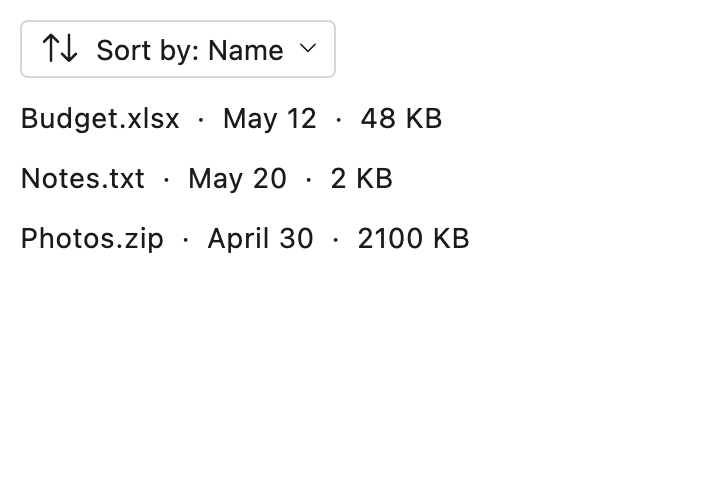 Sort by: Name
Budget.xlsx · May 12 · 48 KB
Notes.txt · May 20 · 2 KB
Photos.zip · April 30 · 2100 KB